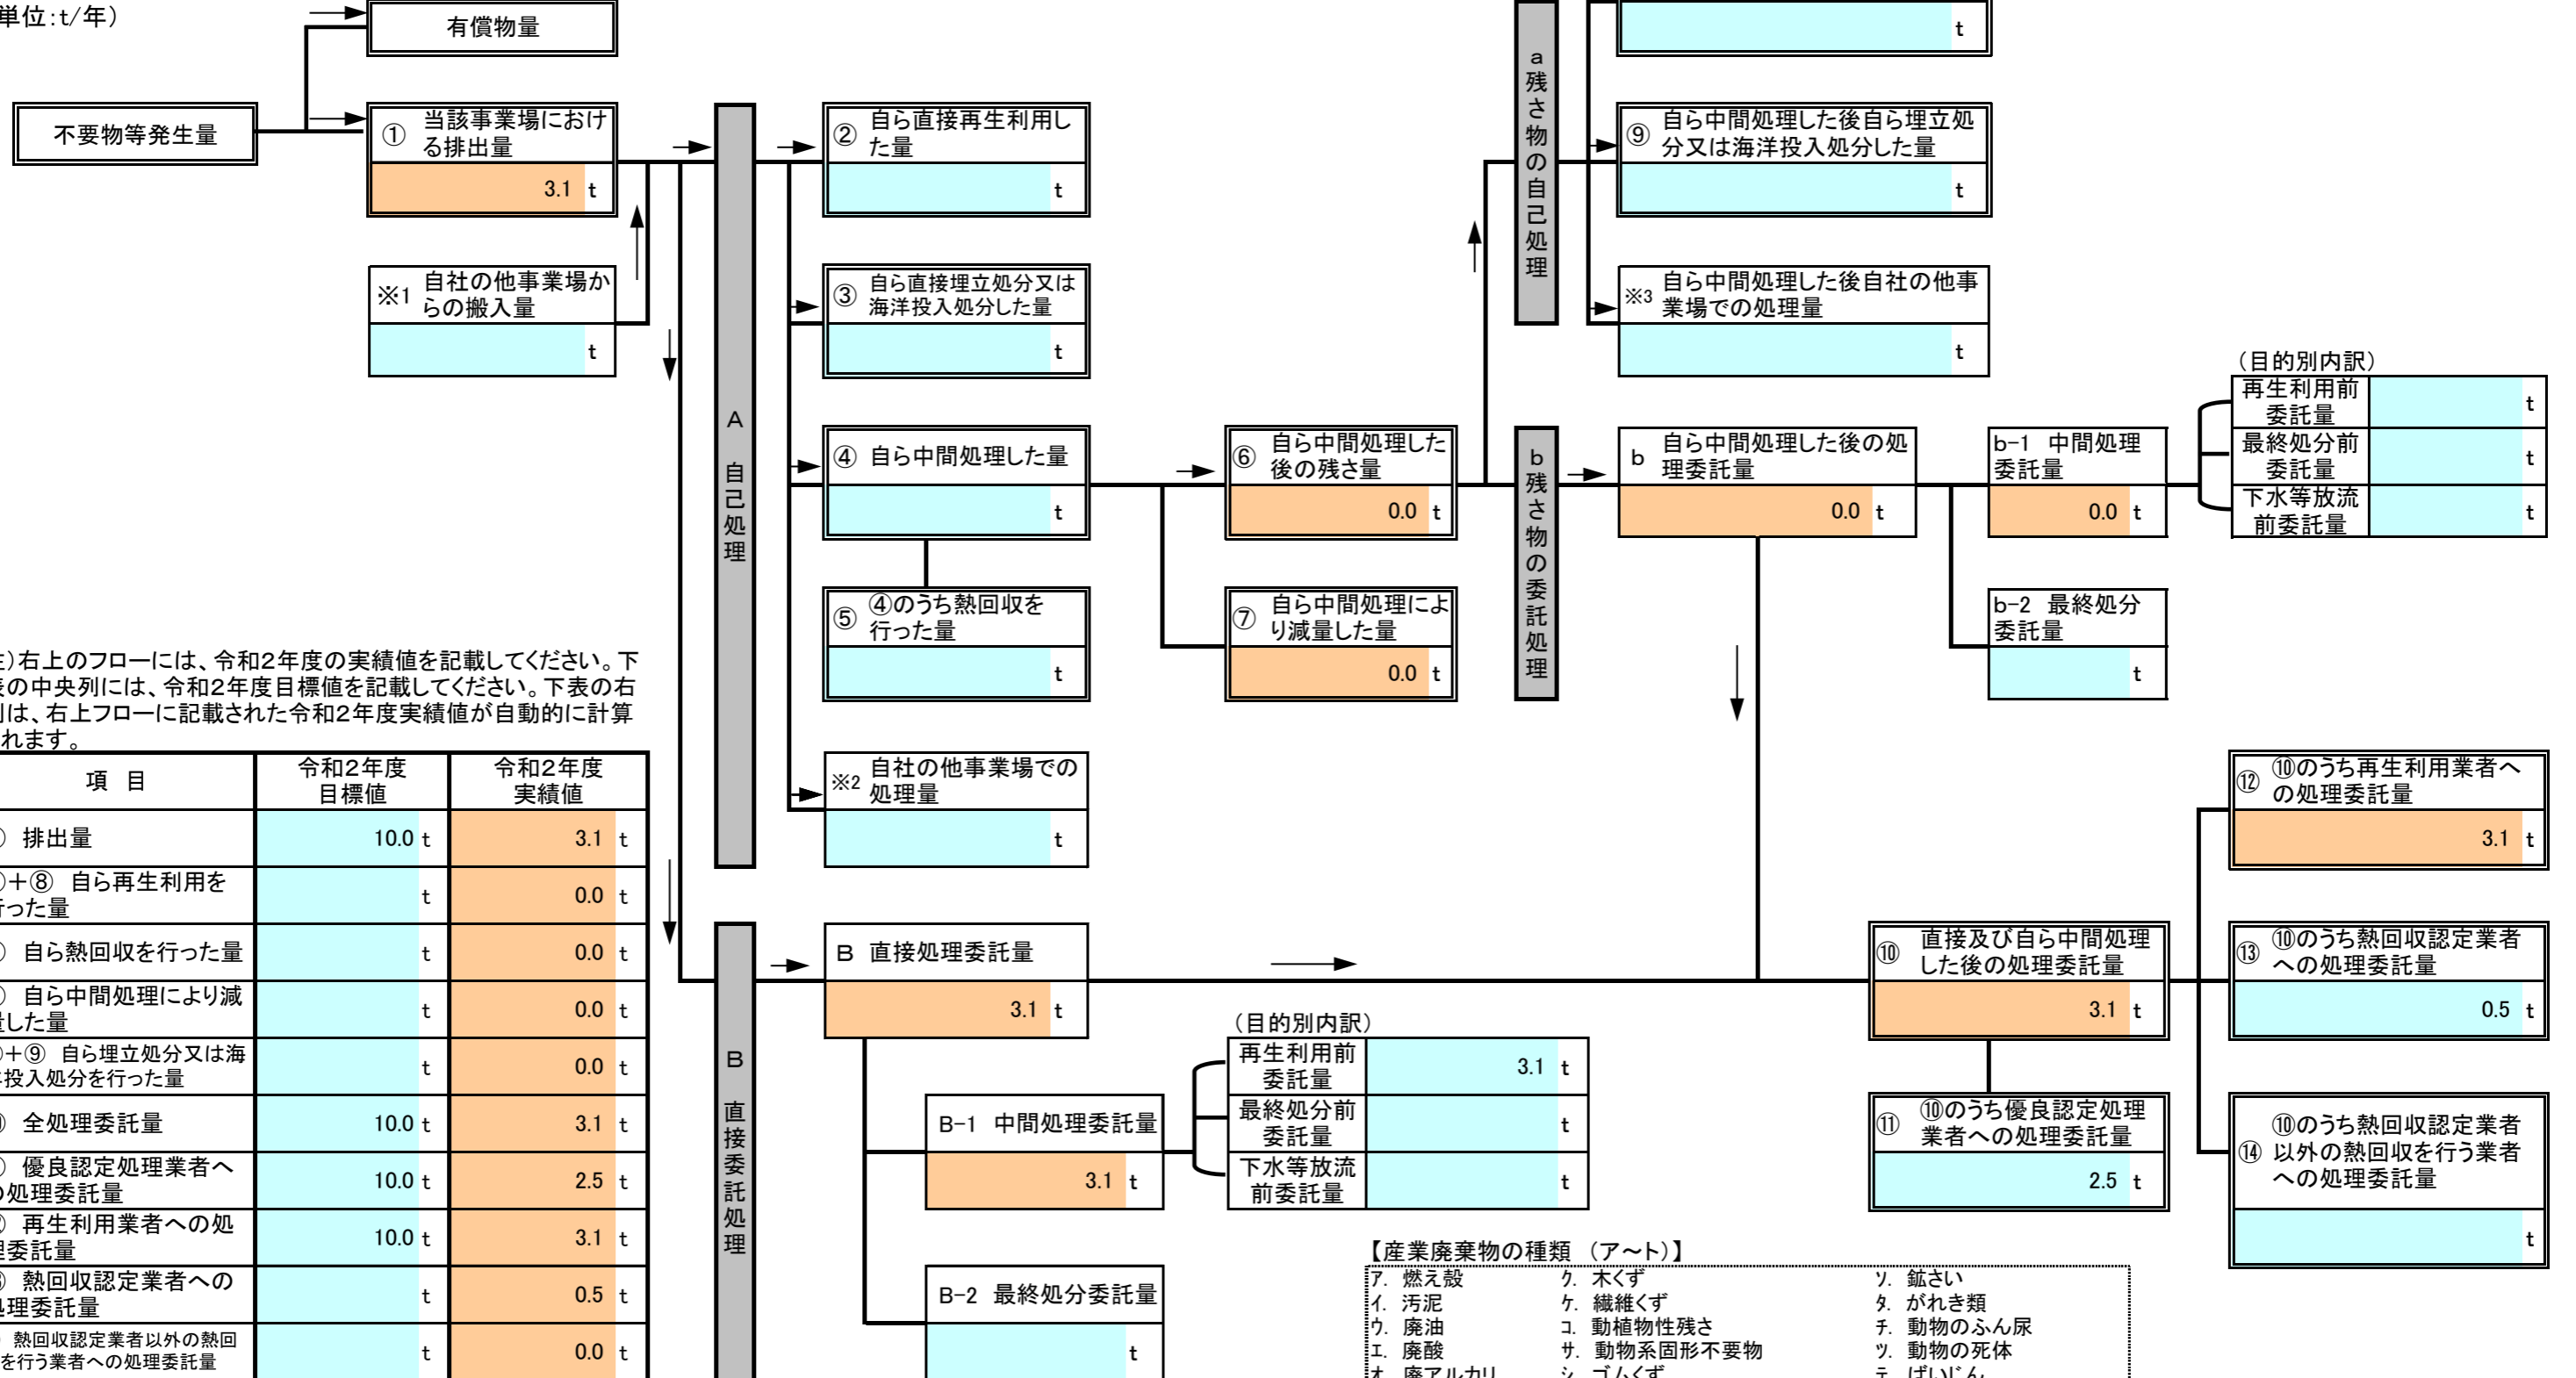 単位:t/年)
有償物量
不要物等発生量
① 当該事業場におけ
る排出量
3.1 t
※1 自社の他事業場か
らの搬入量
t
A 自己処理
② 自ら直接再生利用し
た量
t
③ 自ら直接埋立処分又は
海洋投入処分した量
t
④ 自ら中間処理した量
t
⑤ ④のうち熱回収を
行った量
t
※2 自社の他事業場での
処理量
t
⑥ 自ら中間処理した
後の残さ量
0.0 t
⑦ 自ら中間処理によ
り減量した量
0.0 t
a残さ物の自己処理
t
⑨ 自ら中間処理した後自ら埋立処
分又は海洋投入処分した量
t
※3 自ら中間処理した後自社の他事
業場での処理量
t
b残さ物の委託処理
b 自ら中間処理した後の処
理委託量
0.0 t
b-1 中間処理
委託量
0.0 t
(目的別内訳)
再生利用前
委託量
t
最終処分前
委託量
t
下水等放流
前委託量
t
b-2 最終処分
委託量
t
)右上のフローには、令和2年度の実績値を記載してください。下
表の中央列には、令和2年度目標値を記載してください。下表の右
列は、右上フローに記載された令和2年度実績値が自動的に計算
れます。
項 目 令和2年度
目標値 令和2年度
実績値
) 排出量 10.0 t 3.1 t
)+⑧ 自ら再生利用を
行った量 t 0.0 t
) 自ら熱回収を行った量 t 0.0 t
) 自ら中間処理により減
量した量 t 0.0 t
)+⑨ 自ら埋立処分又は海
洋投入処分を行った量 t 0.0 t
) 全処理委託量 10.0 t 3.1 t
) 優良認定処理業者へ
の処理委託量 10.0 t 2.5 t
) 再生利用業者への処
理委託量 10.0 t 3.1 t
) 熱回収認定業者への
処理委託量 t 0.5 t
熱回収認定業者以外の熱回
を行う業者への処理委託量 t 0.0 t
B 直接委託処理
B 直接処理委託量
3.1 t
B-1 中間処理委託量
3.1 t
B-2 最終処分委託量
t
(目的別内訳)
再生利用前
委託量
3.1 t
最終処分前
委託量
t
下水等放流
前委託量
t
⑩ 直接及び自ら中間処理
した後の処理委託量
3.1 t
⑪ ⑩のうち優良認定処理
業者への処理委託量
2.5 t
⑫ ⑩のうち再生利用業者へ
の処理委託量
3.1 t
⑬ ⑩のうち熱回収認定業者
への処理委託量
0.5 t
⑭ ⑩のうち熱回収認定業者
以外の熱回収を行う業者
への処理委託量
t
【産業廃棄物の種類 (ア~ト)】
ア. 燃え殻 ク. 木くず ソ. 鉱さい
イ. 汚泥 ケ. 繊維くず タ. がれき類
ウ. 廃油 コ. 動植物性残さ チ. 動物のふん尿
エ. 廃酸 サ. 動物系固形不要物 ツ. 動物の死体
オ. 廃アルカリ シ. ゴムくず テ. ばいじん